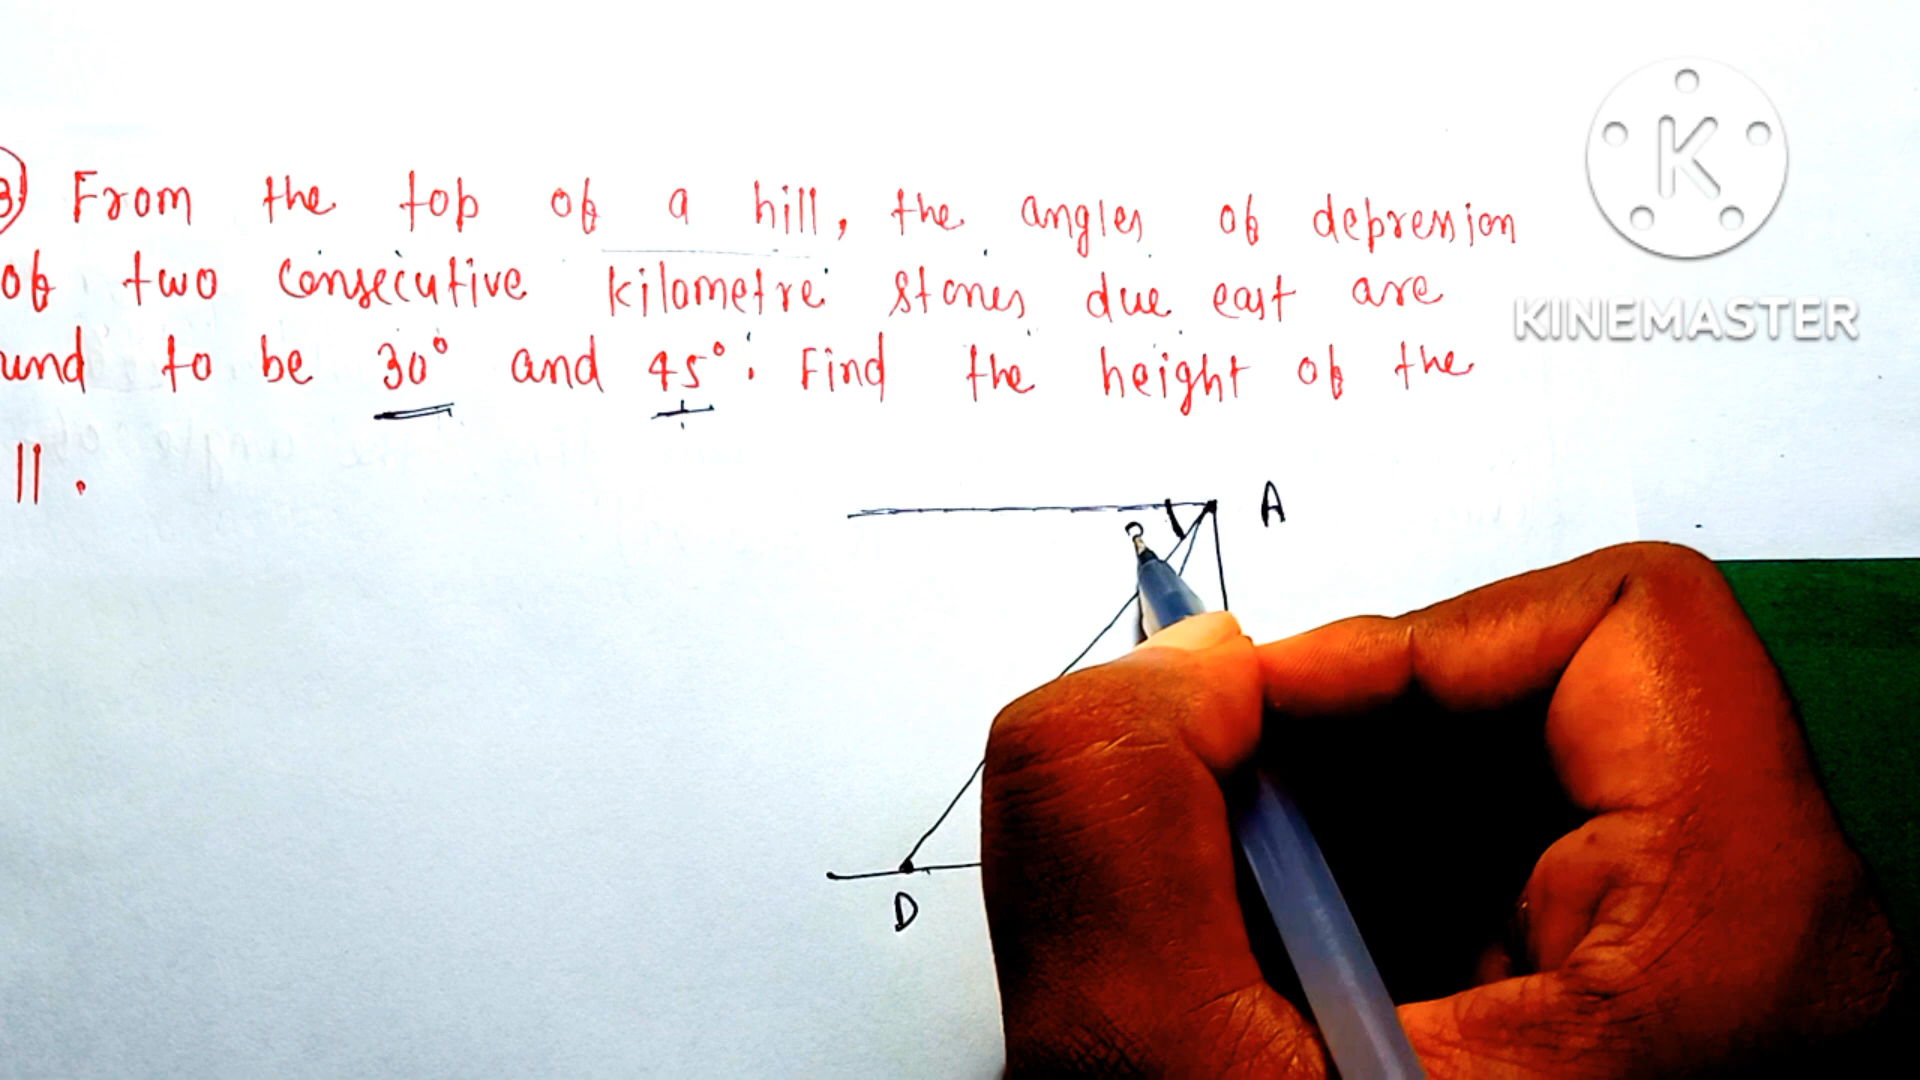 3) From the top of a hill, the angles of depression
of two consecutive kilometre stones due east are
und to be 30° and 45°. Find the height of the
ll.
A
D
K
KINEMASTER